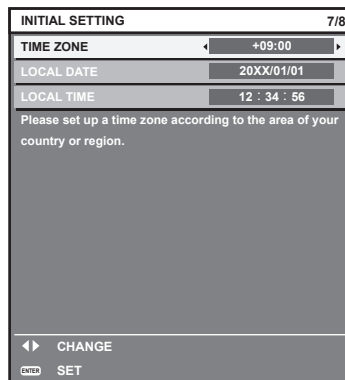 INITIAL SETTING 7/8
TIME ZONE +09:00
LOCAL DATE 20XX/01/01
LOCAL TIME 12 : 34 : 56
Please set up a time zone according to the area of your
country or region.
CHANGE
ENTER SET